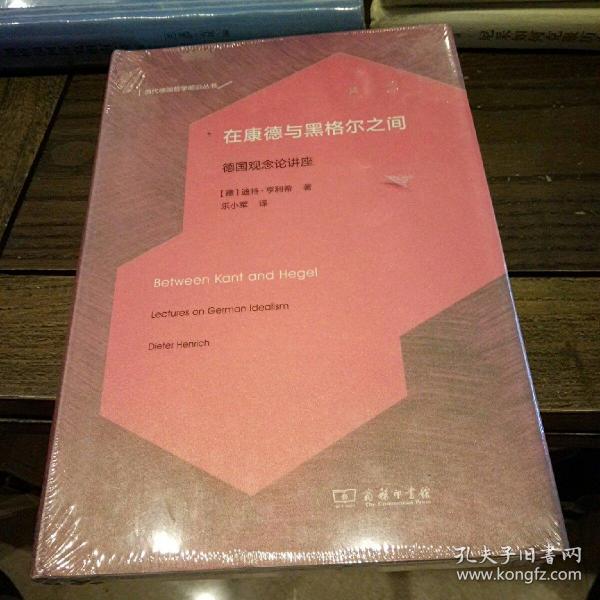 当代德国哲学前沿丛书
在康德与黑格尔之间
德国观念论讲座
【德】迪特·亨利希 著
乐小军 译
Between Kant and Hegel
Lectures on German Idealism
Dieter Henrich
商务印书馆
The Commercial Press
孔夫子旧书网
www.kongfz.com